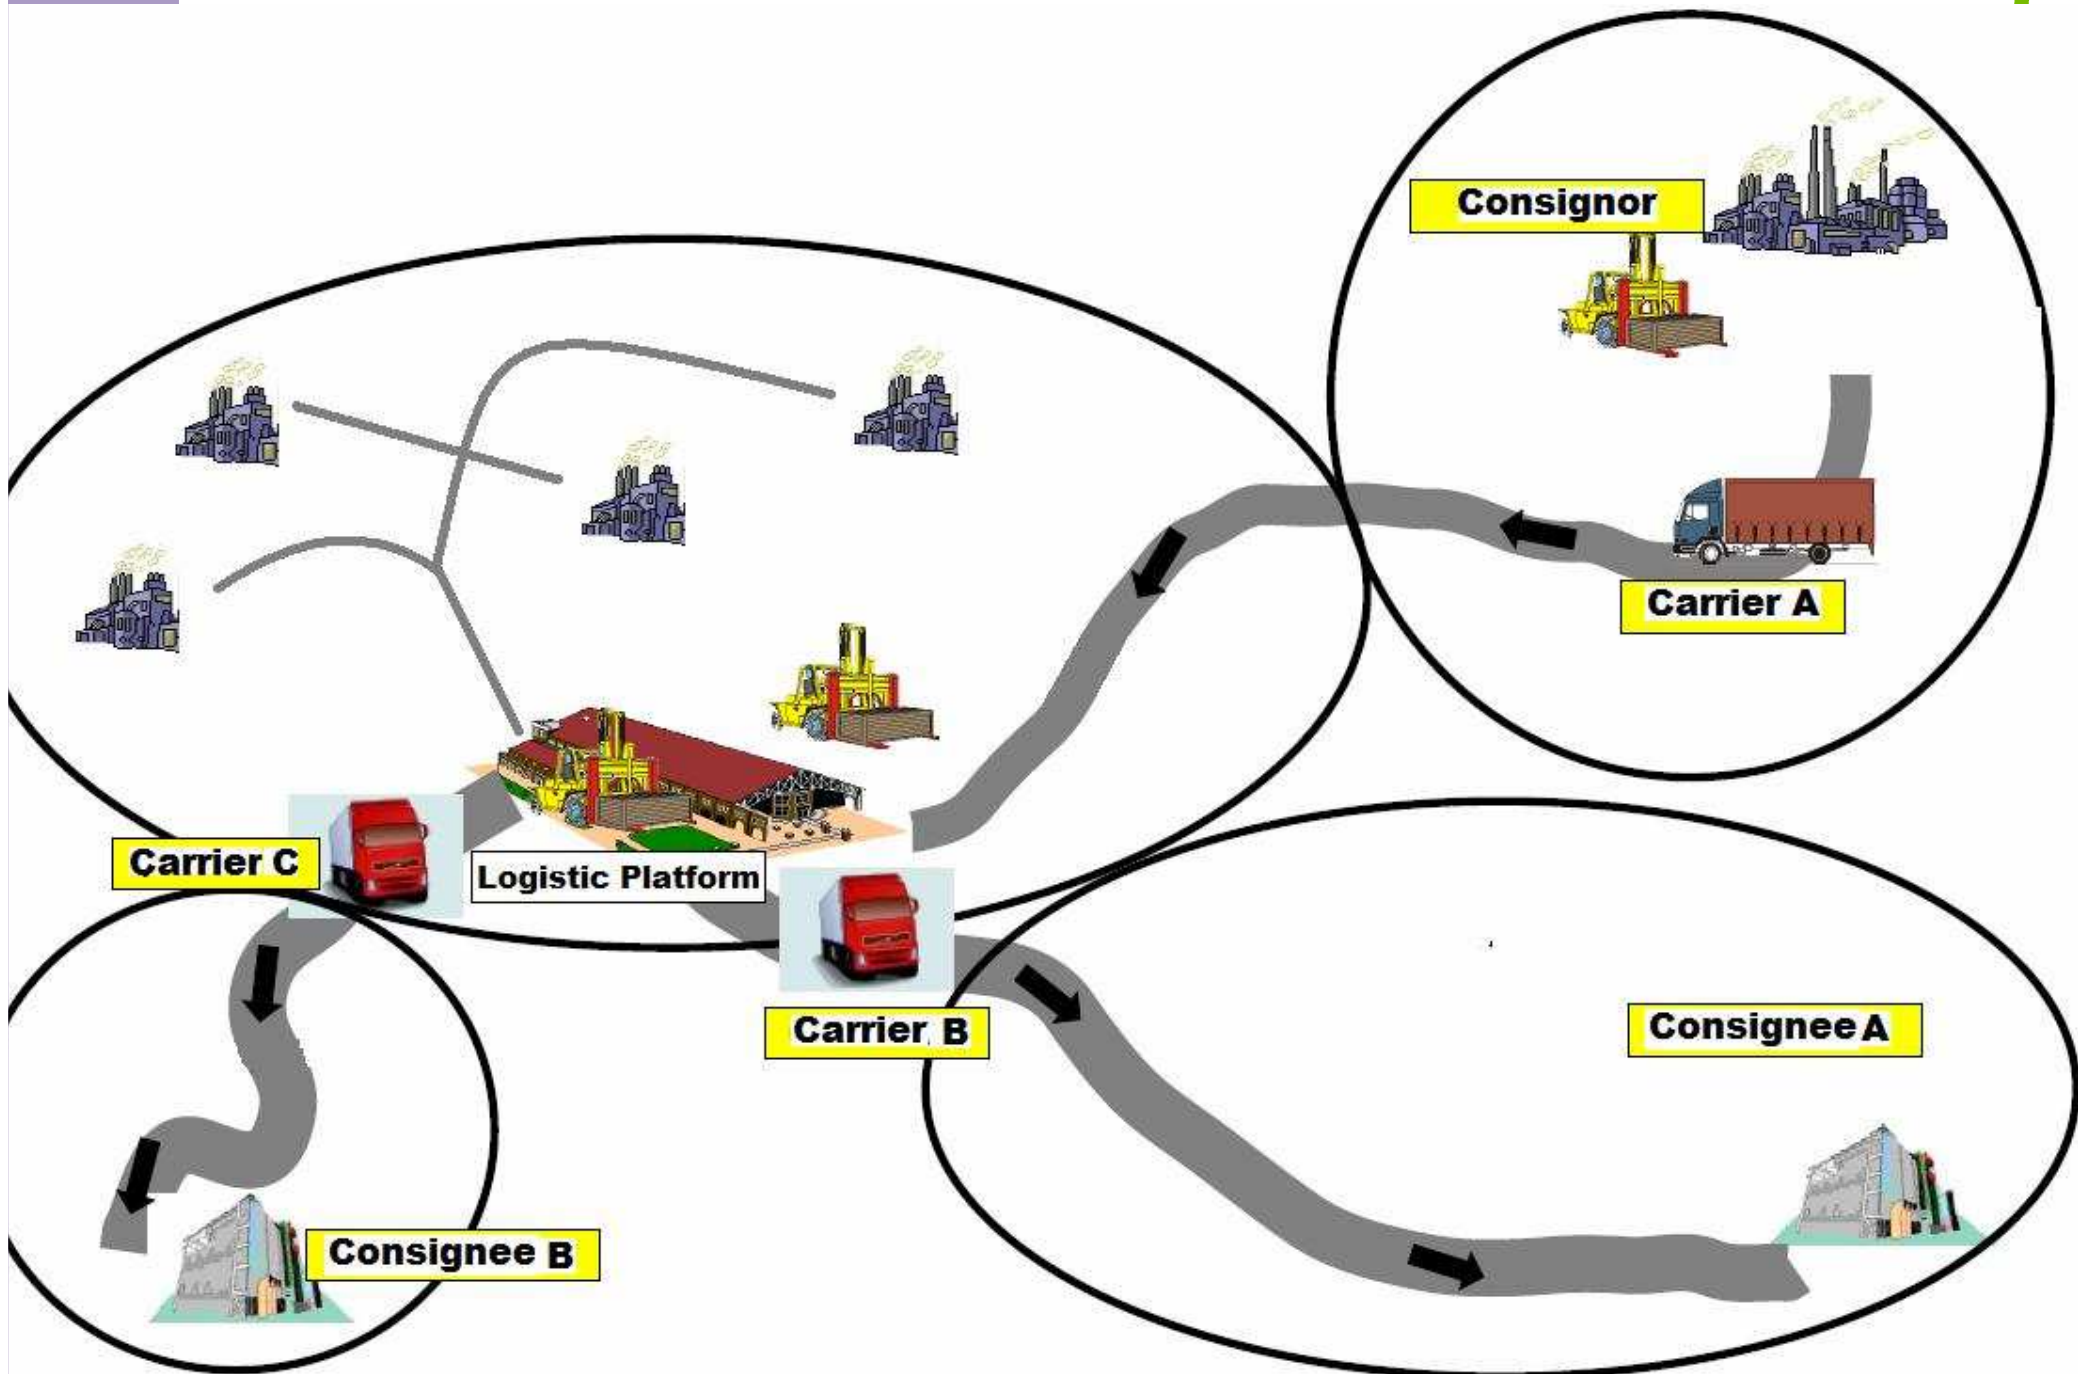 Consignor
Carrier A
Carrier C
Logistic Platform
Carrier B
Consignee A
Consignee B